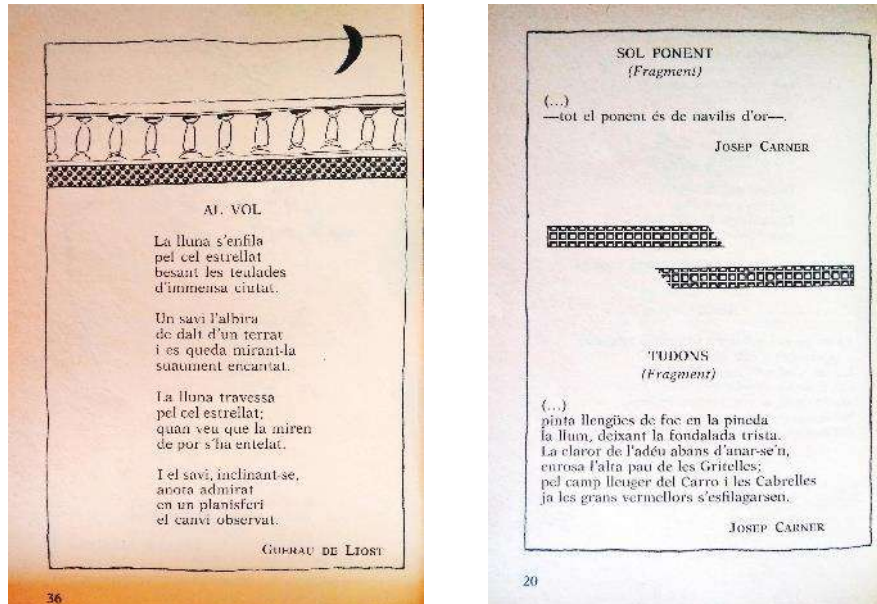 AL VOL
La lluna s'enfila
pel cel estrellat
besant les teulades
d'immensa ciutat.
Un savi l'albira
de dalt d'un terrat
i es queda mirant-la
suaument encantat.
La lluna travessa
pel cel estrellat;
quan veu que la miren
de por s'ha entelat.
I el savi, inclinant-se,
anota admirat
en un planisferi
el canvi observat.
GUERAU DE LIOST
36
SOL PONENT
(Fragment)
(...)
—tot el ponent és de navilis d'or—.
JOSEP CARNER
TUDONS
(Fragment)
(...)
pinta llengües de foc en la pineda
la llum, deixant la fondalada trista.
La claror de l'adéu abans d'anar-se'n,
enrosa l'alta pau de les Gritelles;
pel camp lleuger del Carro i les Cabrelles
ja les grans vermellors s'esfilagarsen.
JOSEP CARNER
20